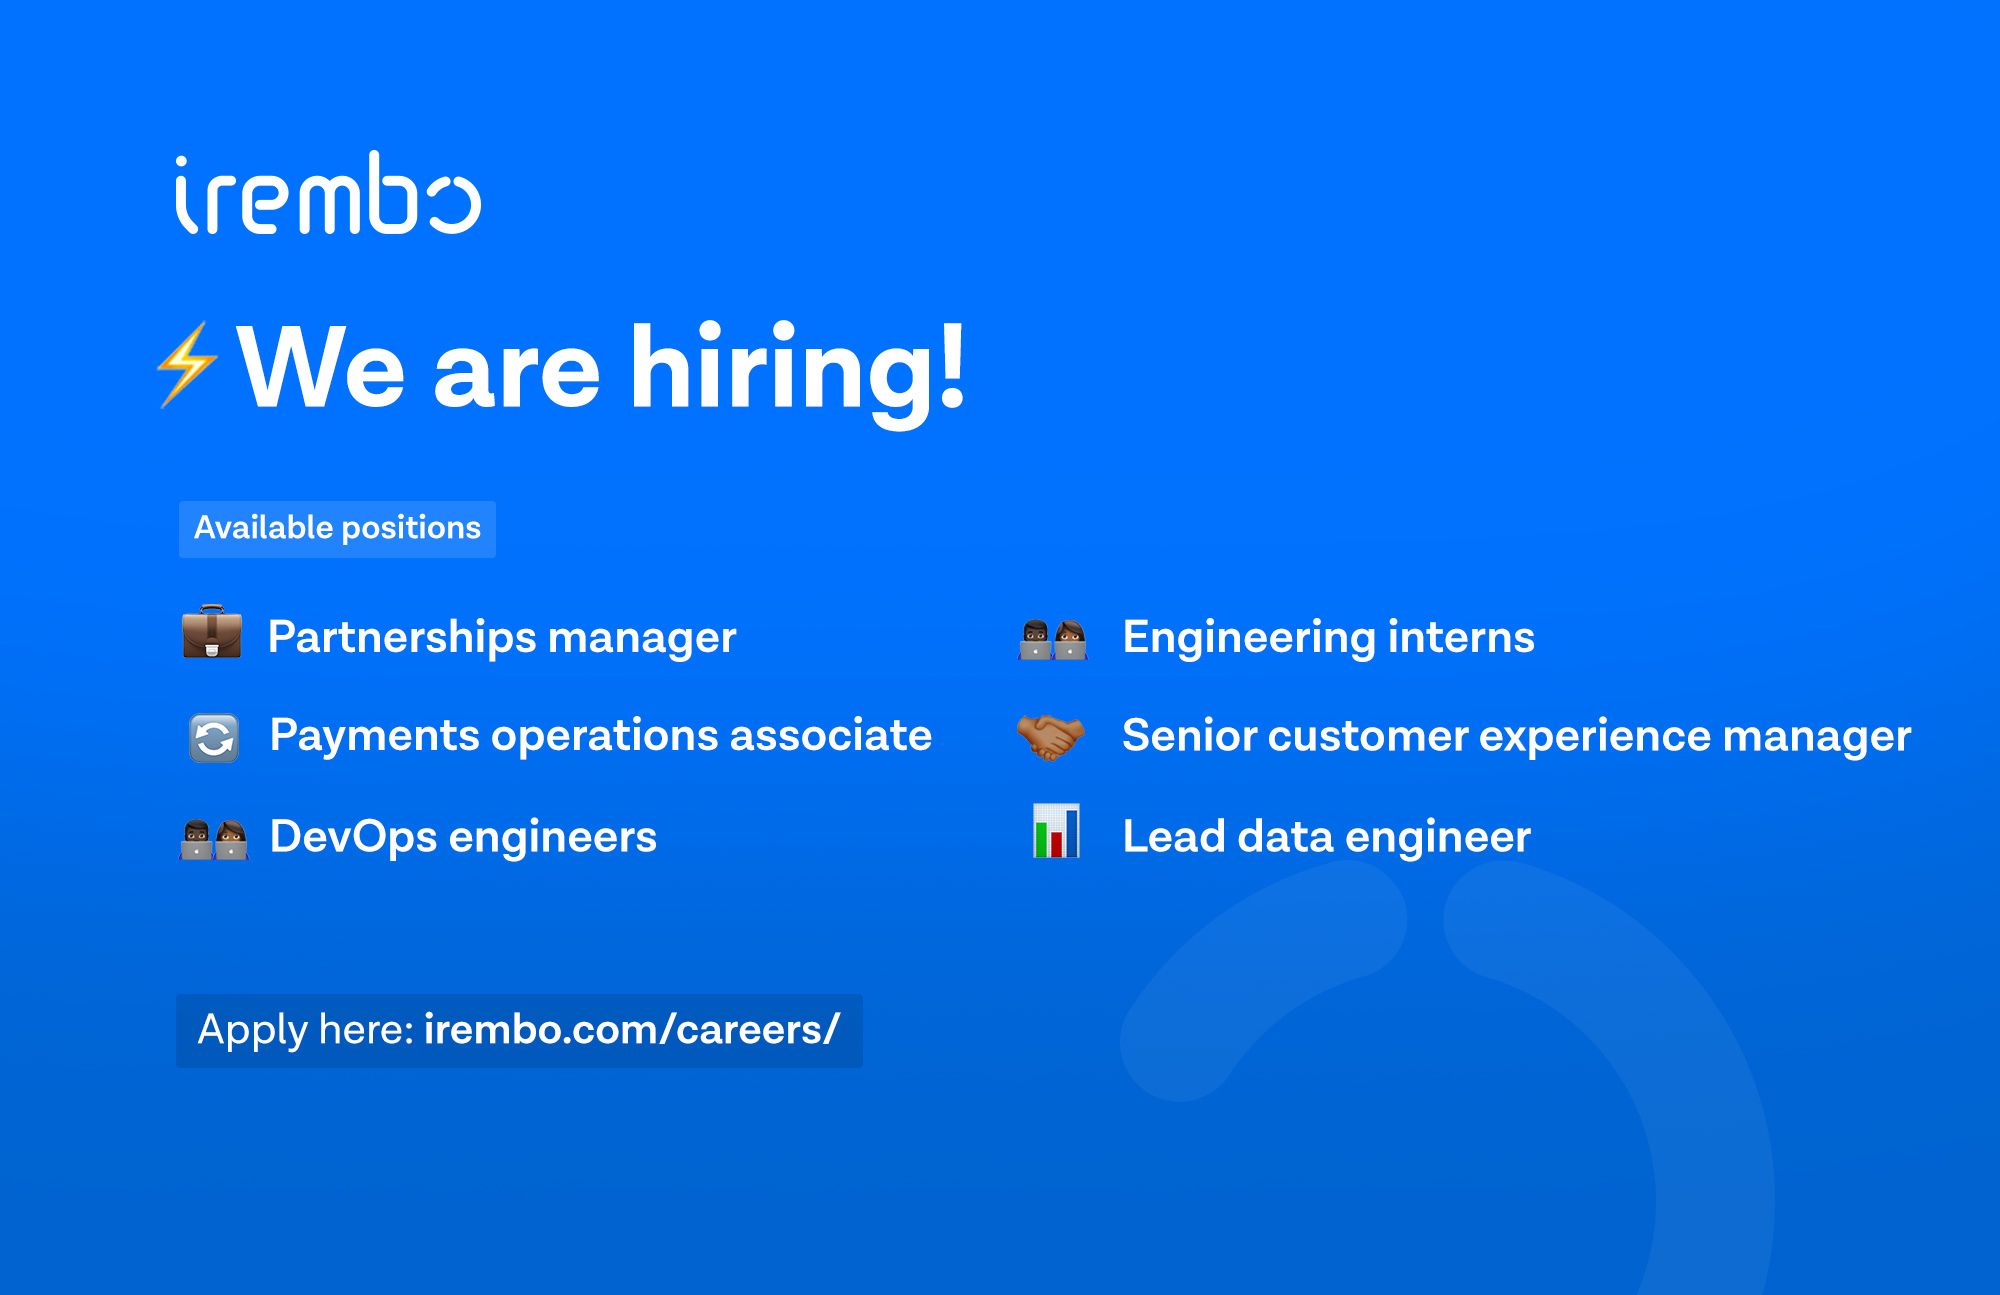 irembo
We are hiring!
Available positions
Partnerships manager
Payments operations associate
DevOps engineers
Engineering interns
Senior customer experience manager
Lead data engineer
Apply here: irembo.com/careers/